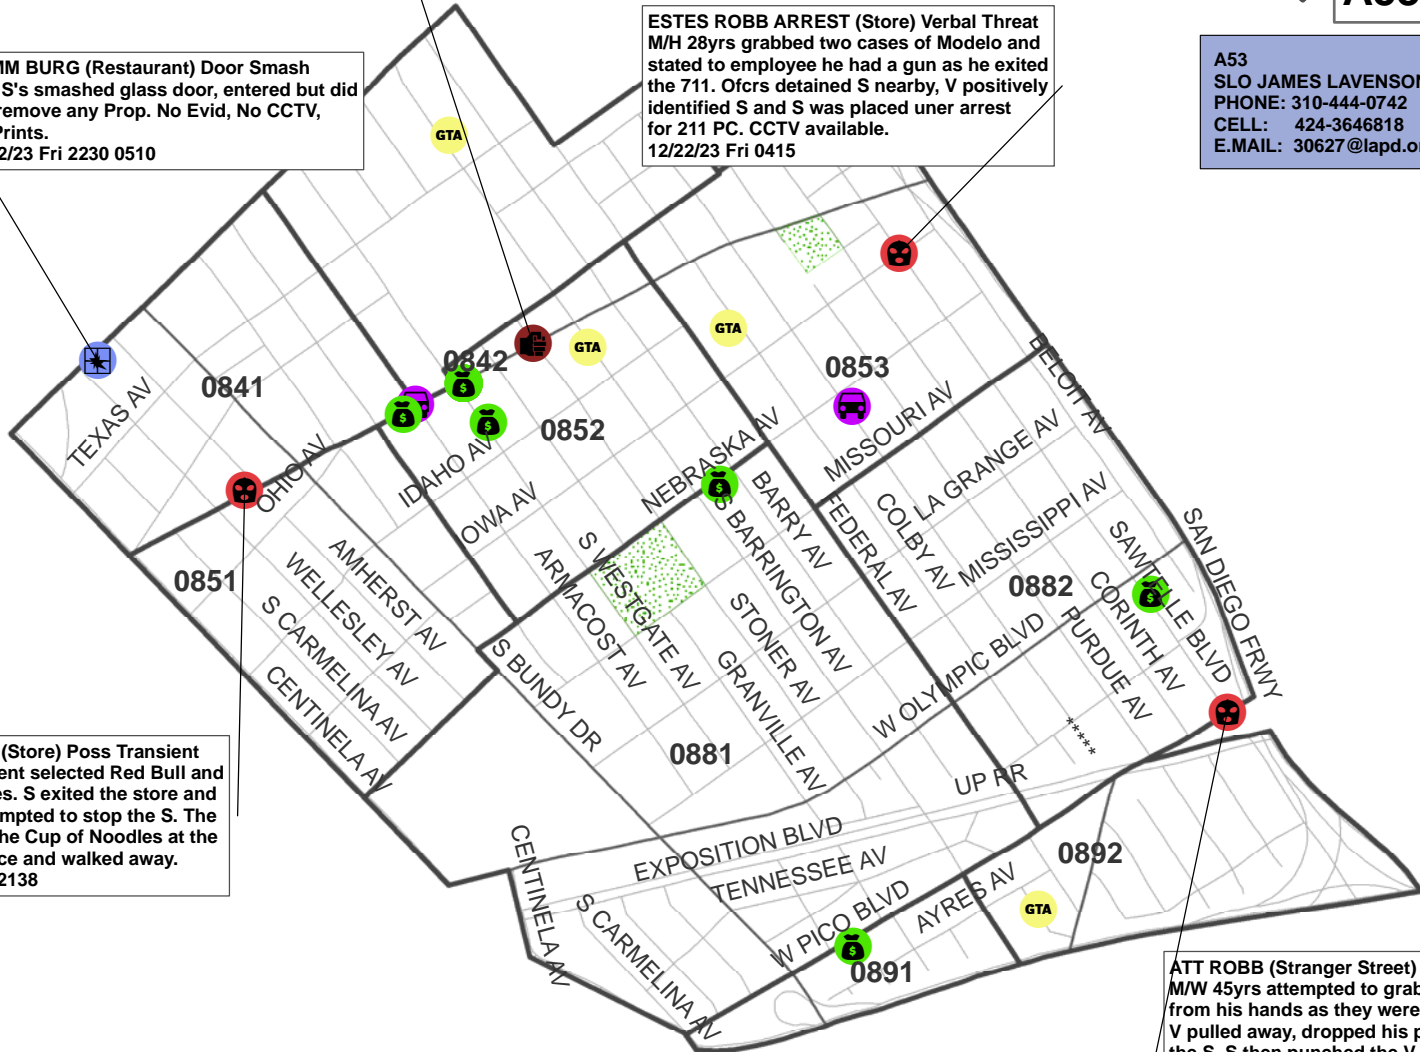 ESTES ROBB ARREST (Store) Verbal Threat
M/H 28yrs grabbed two cases of Modelo and
stated to employee he had a gun as he exited
the 711. Ofcrs detained S nearby, V positively
identified S and S was placed uner arrest
for 211 PC. CCTV available.
12/22/23 Fri 0415
A53
SLO JAMES LAVENSON
PHONE: 310-444-0742
CELL: 424-3646818
E.MAIL: 30627@lapd.or
BURG (Restaurant) Door Smash
S's smashed glass door, entered but did
remove any Prop. No Evid, No CCTV,
Prints.
2/23 Fri 2230 0510
GTA
GTA
GTA
0842
0841
0853
0852
TEXAS AV
OHIO AV
IDAHO AV
IOWA AV
NEBRASKA AV
MISSOURI AV
BELOIT AV
LA GRANGE AV
COLBY AV
MISSISSIPPI AV
BARRY AV
S BARRINGTON AV
FEDERAL AV
SAWTELLE BLVD
SAN DIEGO FRWY
0851
AMHERST AV
WELLESLEY AV
S CARMELINA AV
CENTINELA AV
S WESTGATE AV
ARMACOST AV
STONER AV
GRANVILLE AV
S BUNDY DR
0882
CORINTH AV
PURDUE AV
W OLYMPIC BLVD
*****
0881
UP RR
EXPOSITION BLVD
TENNESSEE AV
CENTINELA AV
S CARMELINA AV
W PICO BLVD
AYRES AV
0892
GTA
0891
(Store) Poss Transient
ent selected Red Bull and
es. S exited the store and
mpted to stop the S. The
he Cup of Noodles at the
ce and walked away.
2138
ATT ROBB (Stranger Street)
M/W 45yrs attempted to grab
from his hands as they were
V pulled away, dropped his p
the S. S then punched the V